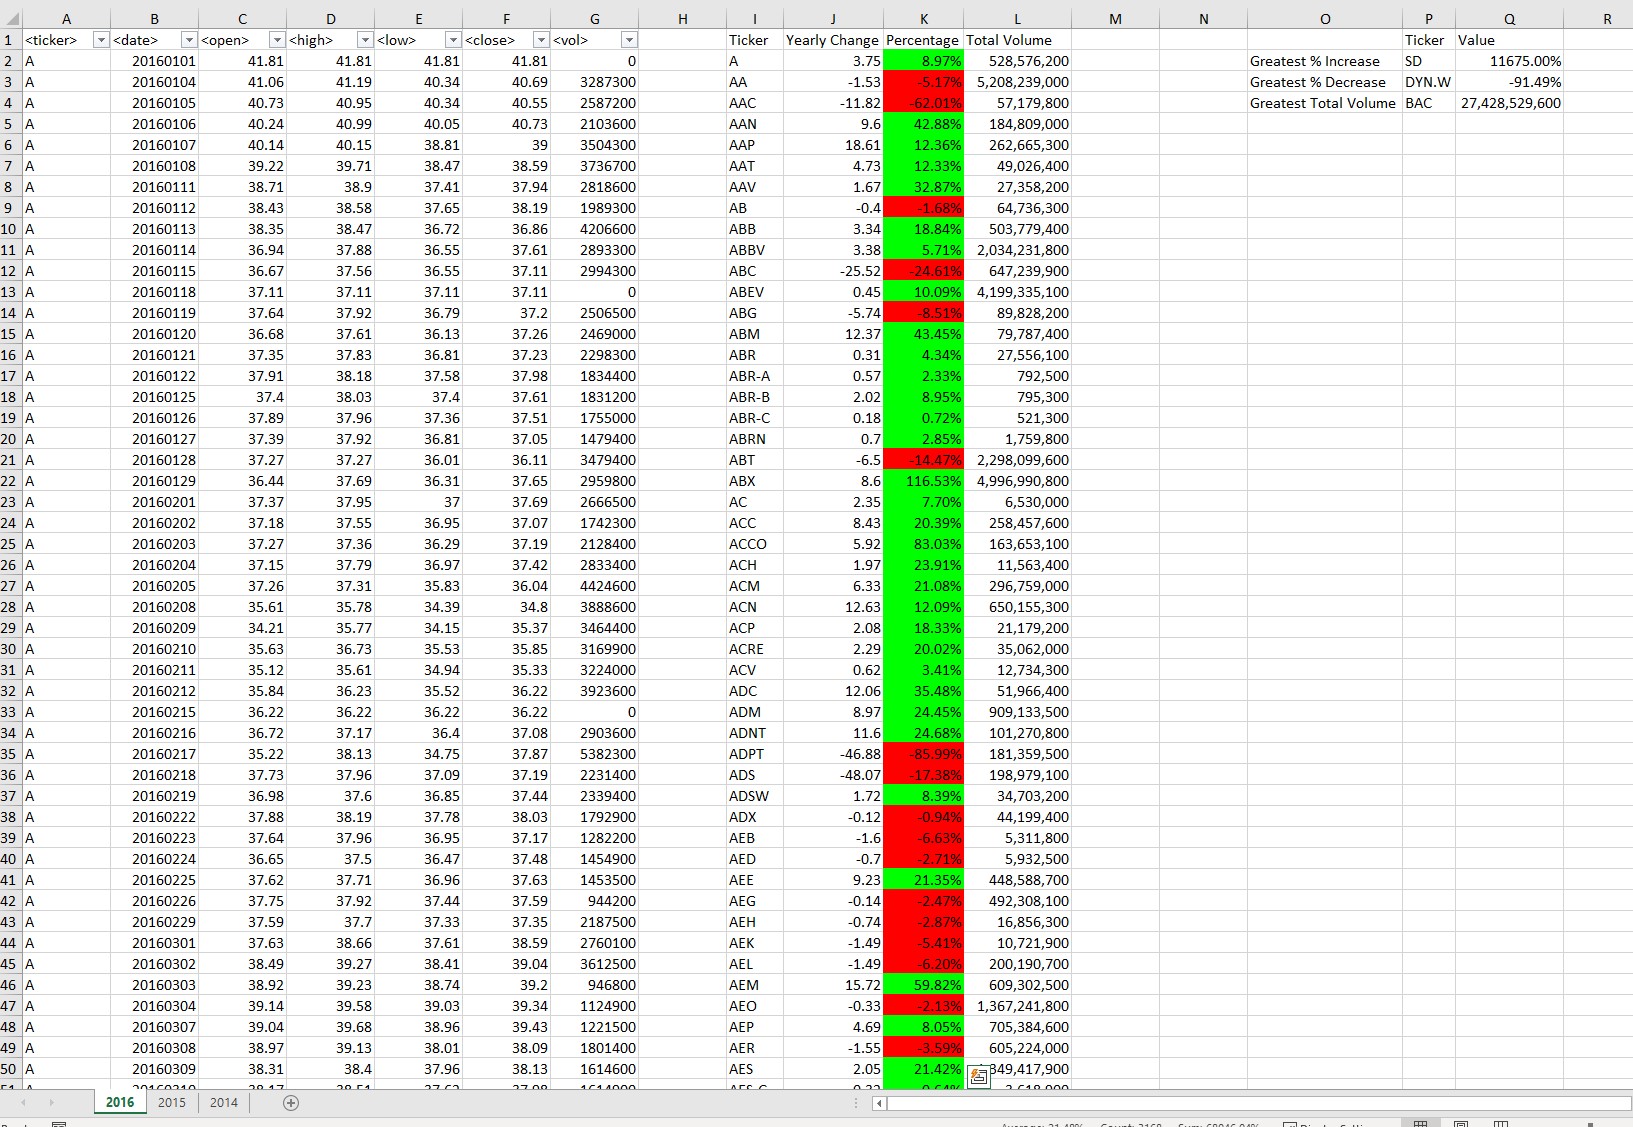 A B C D E F G H I J K L M N O P Q R
1 <ticker> <date> <open> <high> <low> <close> <vol> Ticker Yearly Change Percentage Total Volume Ticker Value
2 A 20160101 41.81 41.81 41.81 41.81 0 A 3.75 8.97% 528,576,200 Greatest % Increase SD 11675.00%
3 A 20160104 41.06 41.19 40.34 40.69 3287300 AA -1.53 -5.17% 5,208,239,000 Greatest % Decrease DYN.W -91.49%
4 A 20160105 40.73 40.95 40.34 40.55 2587200 AAC -11.82 -62.01% 57,179,800 Greatest Total Volume BAC 27,428,529,600
5 A 20160106 40.24 40.99 40.05 40.73 2103600 AAN 9.6 42.88% 184,809,000
6 A 20160107 40.14 40.15 38.81 39 3504300 AAP 18.61 12.36% 262,665,300
7 A 20160108 39.22 39.71 38.47 38.59 3736700 AAT 4.73 12.33% 49,026,400
8 A 20160111 38.71 38.9 37.41 37.94 2818600 AAV 1.67 32.87% 27,358,200
9 A 20160112 38.43 38.58 37.65 38.19 1989300 AB -0.4 -1.68% 64,736,300
10 A 20160113 38.35 38.47 36.72 36.86 4206600 ABB 3.34 18.84% 503,779,400
11 A 20160114 36.94 37.88 36.55 37.61 2893300 ABBV 3.38 5.71% 2,034,231,800
12 A 20160115 36.67 37.56 36.55 37.11 2994300 ABC -25.52 -24.61% 647,239,900
13 A 20160118 37.11 37.11 37.11 37.11 0 ABEV 0.45 10.09% 4,199,335,100
14 A 20160119 37.64 37.92 36.79 37.2 2506500 ABG -5.74 -8.51% 89,828,200
15 A 20160120 36.68 37.61 36.13 37.26 2469000 ABM 12.37 43.45% 79,787,400
16 A 20160121 37.35 37.83 36.81 37.23 2298300 ABR 0.31 4.34% 27,556,100
17 A 20160122 37.91 38.18 37.58 37.98 1834400 ABR-A 0.57 2.33% 792,500
18 A 20160125 37.4 38.03 37.4 37.61 1831200 ABR-B 2.02 8.95% 795,300
19 A 20160126 37.89 37.96 37.36 37.51 1755000 ABR-C 0.18 0.72% 521,300
20 A 20160127 37.39 37.92 36.81 37.05 1479400 ABRN 0.7 2.85% 1,759,800
21 A 20160128 37.27 37.27 36.01 36.11 3479400 ABT -6.5 -14.47% 2,298,099,600
22 A 20160129 36.44 37.69 36.31 37.65 2959800 ABX 8.6 116.53% 4,996,990,800
23 A 20160201 37.37 37.95 37 37.69 2666500 AC 2.35 7.70% 6,530,000
24 A 20160202 37.18 37.55 36.95 37.07 1742300 ACC 8.43 20.39% 258,457,600
25 A 20160203 37.27 37.36 36.29 37.19 2128400 ACCO 5.92 83.03% 163,653,100
26 A 20160204 37.15 37.79 36.97 37.42 2833400 ACH 1.97 23.91% 11,563,400
27 A 20160205 37.26 37.31 35.83 36.04 4424600 ACM 6.33 21.08% 296,759,000
28 A 20160208 35.61 35.78 34.39 34.8 3888600 ACN 12.63 12.09% 650,155,300
29 A 20160209 34.21 35.77 34.15 35.37 3464400 ACP 2.08 18.33% 21,179,200
30 A 20160210 35.63 36.73 35.53 35.85 3169900 ACRE 2.29 20.02% 35,062,000
31 A 20160211 35.12 35.61 34.94 35.33 3224000 ACV 0.62 3.41% 12,734,300
32 A 20160212 35.84 36.23 35.52 36.22 3923600 ADC 12.06 35.48% 51,966,400
33 A 20160215 36.22 36.22 36.22 36.22 0 ADM 8.97 24.45% 909,133,500
34 A 20160216 36.72 37.17 36.4 37.08 2903600 ADNT 11.6 24.68% 101,270,800
35 A 20160217 35.22 38.13 34.75 37.87 5382300 ADPT -46.88 -85.99% 181,359,500
36 A 20160218 37.73 37.96 37.09 37.19 2231400 ADS -48.07 -17.38% 198,979,100
37 A 20160219 36.98 37.6 36.85 37.44 2339400 ADSW 1.72 8.39% 34,703,200
38 A 20160222 37.88 38.19 37.78 38.03 1792900 ADX -0.12 -0.94% 44,199,400
39 A 20160223 37.64 37.96 36.95 37.17 1282200 AEB -1.6 -6.63% 5,311,800
40 A 20160224 36.65 37.5 36.47 37.48 1454900 AED -0.7 -2.71% 5,932,500
41 A 20160225 37.62 37.71 36.96 37.63 1453500 AEE 9.23 21.35% 448,588,700
42 A 20160226 37.75 37.92 37.44 37.59 944200 AEG -0.14 -2.47% 492,308,100
43 A 20160229 37.59 37.7 37.33 37.35 2187500 AEH -0.74 -2.87% 16,856,300
44 A 20160301 37.63 38.66 37.61 38.59 2760100 AEK -1.49 -5.41% 10,721,900
45 A 20160302 38.49 39.27 38.41 39.04 3612500 AEL -1.49 -6.20% 200,190,700
46 A 20160303 38.92 39.23 38.74 39.2 946800 AEM 15.72 59.82% 609,302,500
47 A 20160304 39.14 39.58 39.03 39.34 1124900 AEO -0.33 -2.13% 1,367,241,800
48 A 20160307 39.04 39.68 38.96 39.43 1221500 AEP 4.69 8.05% 705,384,600
49 A 20160308 38.97 39.13 38.01 38.09 1801400 AER -1.55 -3.59% 605,224,000
50 A 20160309 38.31 38.4 37.96 38.13 1614600 AES 2.05 21.42% 349,417,900
2016 2015 2014